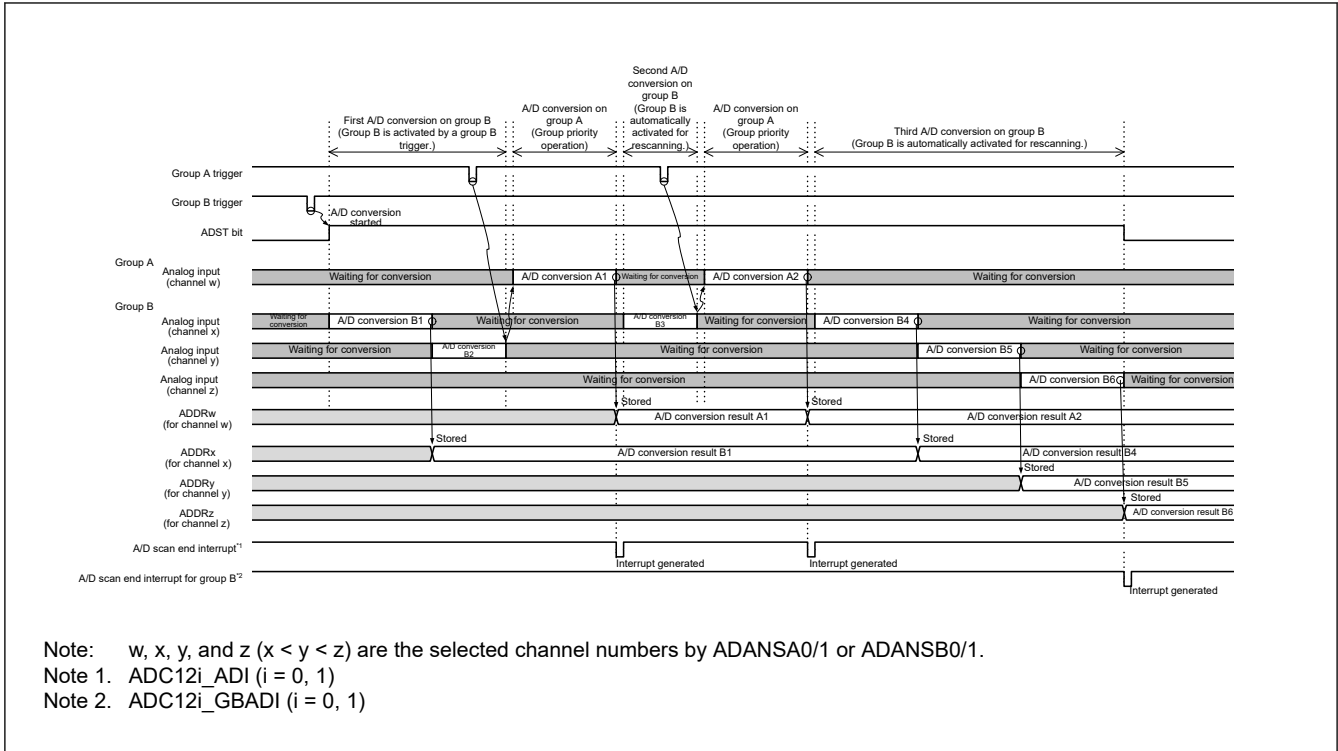 Second A/D
conversion on
group B
(Group B is
automatically
activated for
rescanning.)
First A/D conversion on group B
(Group B is activated by a group B
trigger.)
A/D conversion on
group A
(Group priority
operation)
A/D conversion on
group A
(Group priority
operation)
Third A/D conversion on group B
(Group B is automatically activated for rescanning.)
Group A trigger
Group B trigger
A/D conversion
started
ADST bit
Group A
Analog input
(channel w)
Waiting for conversion
A/D conversion A1
Waiting for conversion
A/D conversion A2
Waiting for conversion
Group B
Analog input
(channel x)
Waiting for
conversion
A/D conversion B1
Waiting for conversion
A/D conversion
B3
Waiting for conversion
A/D conversion B4
Waiting for conversion
Analog input
(channel y)
Waiting for conversion
A/D conversion
B2
Waiting for conversion
A/D conversion B5
Waiting for conversion
Analog input
(channel z)
Waiting for conversion
A/D conversion B6
Waiting for conversion
Stored
Stored
ADDRw
(for channel w)
A/D conversion result A1
A/D conversion result A2
Stored
Stored
ADDRx
(for channel x)
A/D conversion result B1
A/D conversion result B4
Stored
ADDRy
(for channel y)
A/D conversion result B5
Stored
ADDRz
(for channel z)
A/D conversion result B6
A/D scan end interrupt*1
Interrupt generated
Interrupt generated
A/D scan end interrupt for group B*2
Interrupt generated
Note: w, x, y, and z (x < y < z) are the selected channel numbers by ADANSA0/1 or ADANSB0/1.
Note 1. ADC12i_ADI (i = 0, 1)
Note 2. ADC12i_GBADI (i = 0, 1)